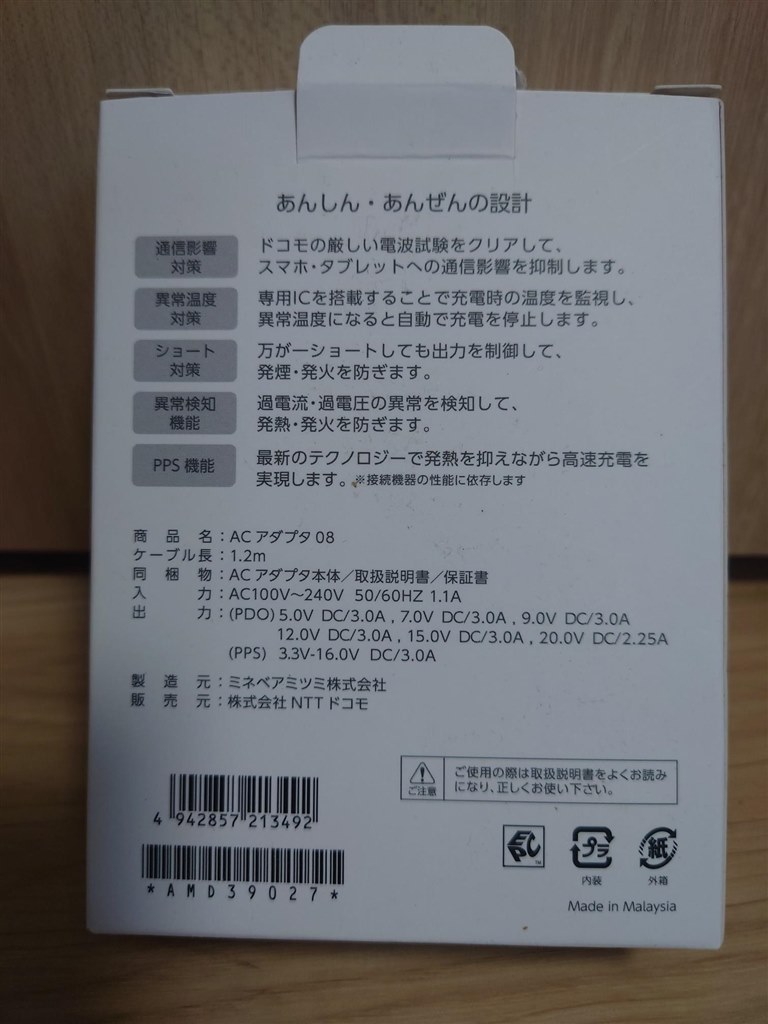 あんしん・あんぜんの設計
通信影響
対策
ドコモの厳しい電波試験をクリアして、
スマホ・タブレットへの通信影響を抑制します。
異常温度
対策
専用ICを搭載することで充電時の温度を監視し、
異常温度になると自動で充電を停止します。
ショート
対策
万が一ショートしても出力を制御して、
発煙・発火を防ぎます。
異常検知
機能
過電流・過電圧の異常を検知して、
発熱・発火を防ぎます。
PPS 機能
最新のテクノロジーで発熱を抑えながら高速充電を
実現します。※接続機器の性能に依存します
商品名：AC アダプタ 08
ケーブル長：1.2m
同梱物：AC アダプタ本体／取扱説明書／保証書
入力：AC100V～240V 50/60HZ 1.1A
出力：(PDO) 5.0V DC/3.0A , 7.0V DC/3.0A , 9.0V DC/3.0A
12.0V DC/3.0A , 15.0V DC/3.0A , 20.0V DC/2.25A
(PPS) 3.3V-16.0V DC/3.0A
製造元：ミネベアミツミ株式会社
販売元：株式会社 NTT ドコモ
ご注意
ご使用の際は取扱説明書をよくお読み
になり、正しくお使い下さい。
4 942857 213492
*AMD39027*
EPC TM
プラ
内装
紙
外箱
Made in Malaysia